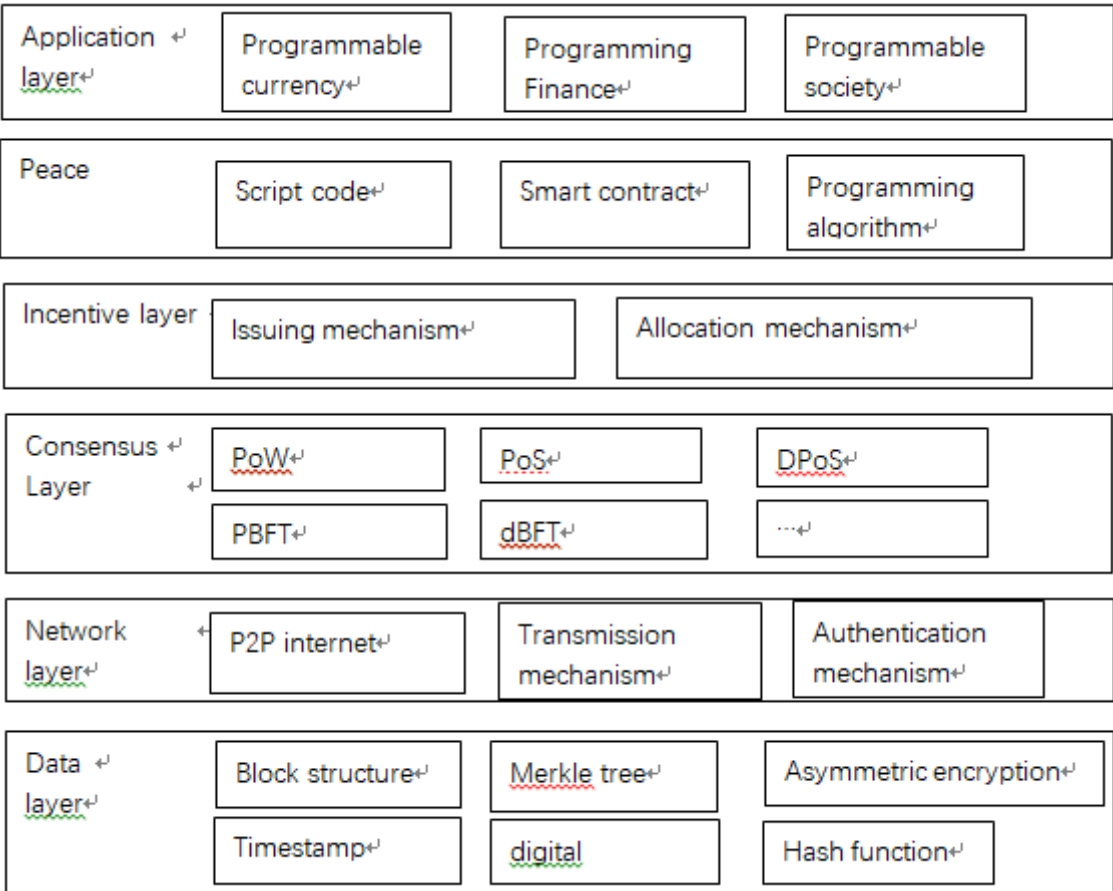 Application
layer
Programmable
currency
Programming
Finance
Programmable
society
Peace
Script code
Smart contract
Programming
algorithm
Incentive layer
Issuing mechanism
Allocation mechanism
Consensus
Layer
PoW
PoS
DPoS
PBFT
dBFT
...
Network
layer
P2P internet
Transmission
mechanism
Authentication
mechanism
Data
layer
Block structure
Merkle tree
Asymmetric encryption
Timestamp
digital
Hash function